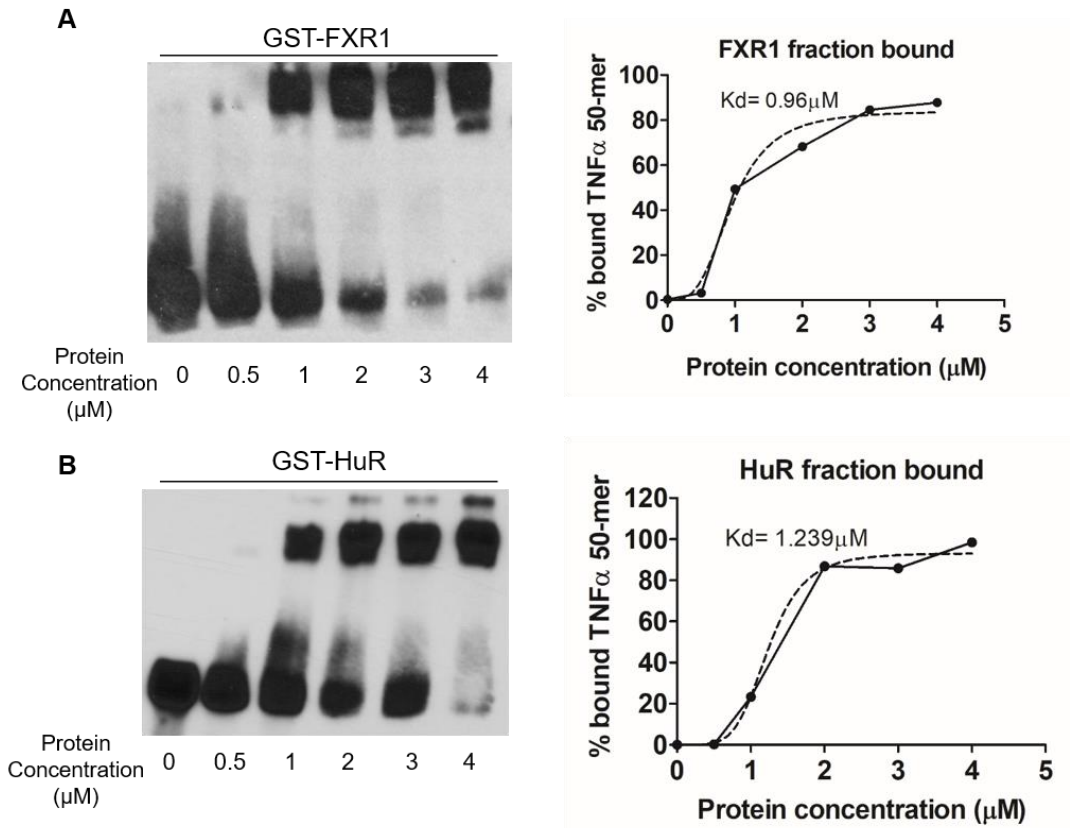 A
GST-FXR1
Protein
Concentration
(µM)
0 0.5 1 2 3 4
FXR1 fraction bound
Kd= 0.96µM
% bound TNFα 50-mer
100
80
60
40
20
0
0 1 2 3 4 5
Protein concentration (µM)
B
GST-HuR
Protein
Concentration
(µM)
0 0.5 1 2 3 4
HuR fraction bound
Kd= 1.239µM
% bound TNFα 50-mer
120
100
80
60
40
20
0
0 1 2 3 4 5
Protein concentration (µM)